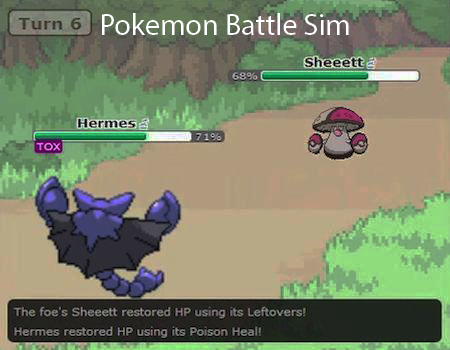 Turn 6
Pokemon Battle Sim
Sheeett
68%
Hermes
71%
TOX
The foe's Sheeett restored HP using its Leftovers!
Hermes restored HP using its Poison Heal!